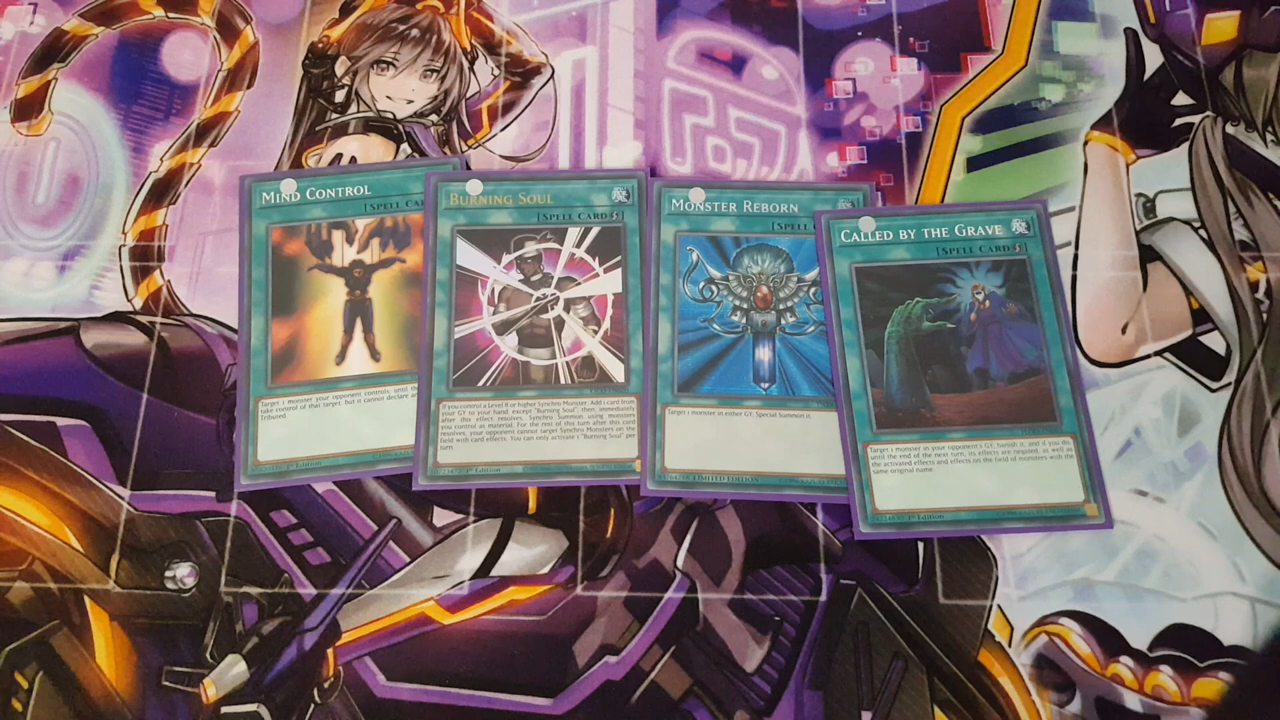 MIND CONTROL
[SPELL CA
Target 1 monster your opponent controls; until the
take control of that target, but it cannot declare an
Tributed.
1st Edition
BURNING SOUL
[SPELL CARD]
If you control a Level 8 or higher Synchro Monster: Add 1 card from
your GY to your hand, except "Burning Soul", then, immediately
after this effect resolves, Synchro Summon using monsters
you control as material. For the rest of this turn after this card
resolves, your opponent cannot target Synchro Monsters on the
field with card effects. You can only activate 1 "Burning Soul" per
turn.
1st Edition
MONSTER REBORN
[SPELL
Target 1 monster in either GY; Special Summon it.
LIMITED EDITION
CALLED BY THE GRAVE
[SPELL CARD]
Target 1 monster in your opponent's GY; banish it, and if you do,
until the end of the next turn, its effects are negated, as well as
the activated effects and effects on the field of monsters with the
same original name.
1st Edition